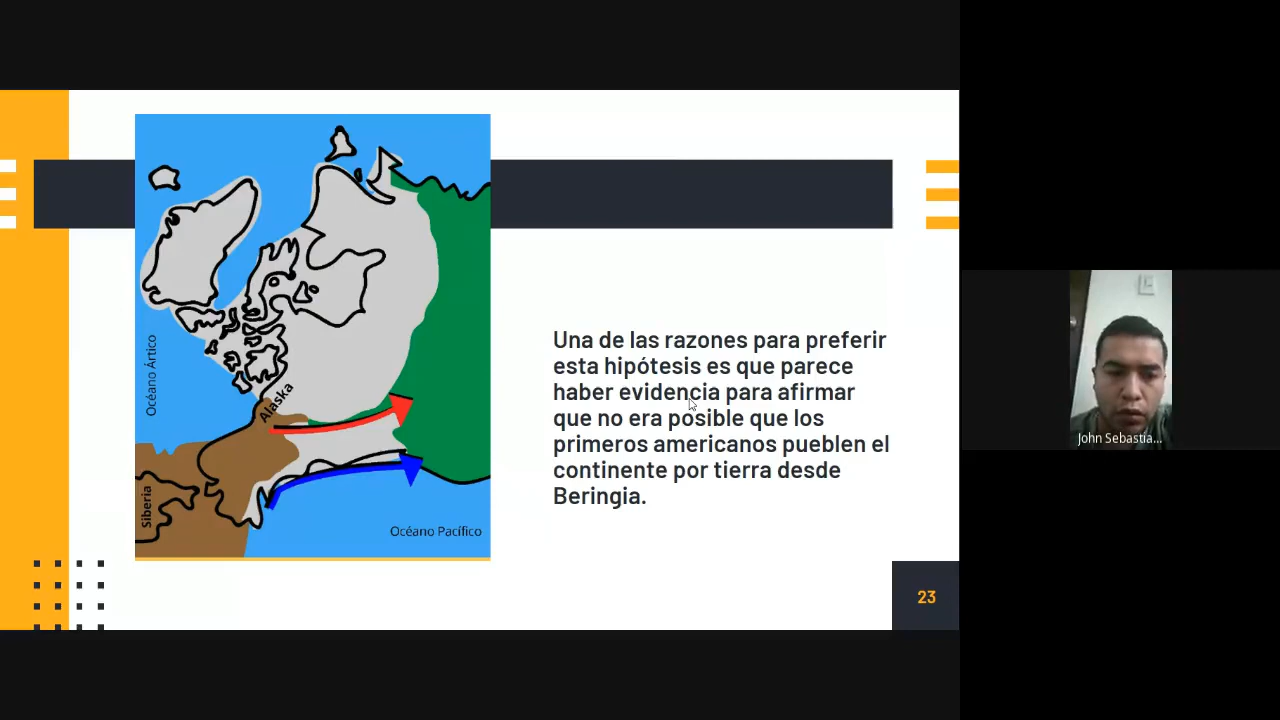 Océano Ártico
Alaska
Siberia
Océano Pacífico
Una de las razones para preferir
esta hipótesis es que parece
haber evidencia para afirmar
que no era posible que los
primeros americanos pueblen el
continente por tierra desde
Beringia.
23
John Sebastia...